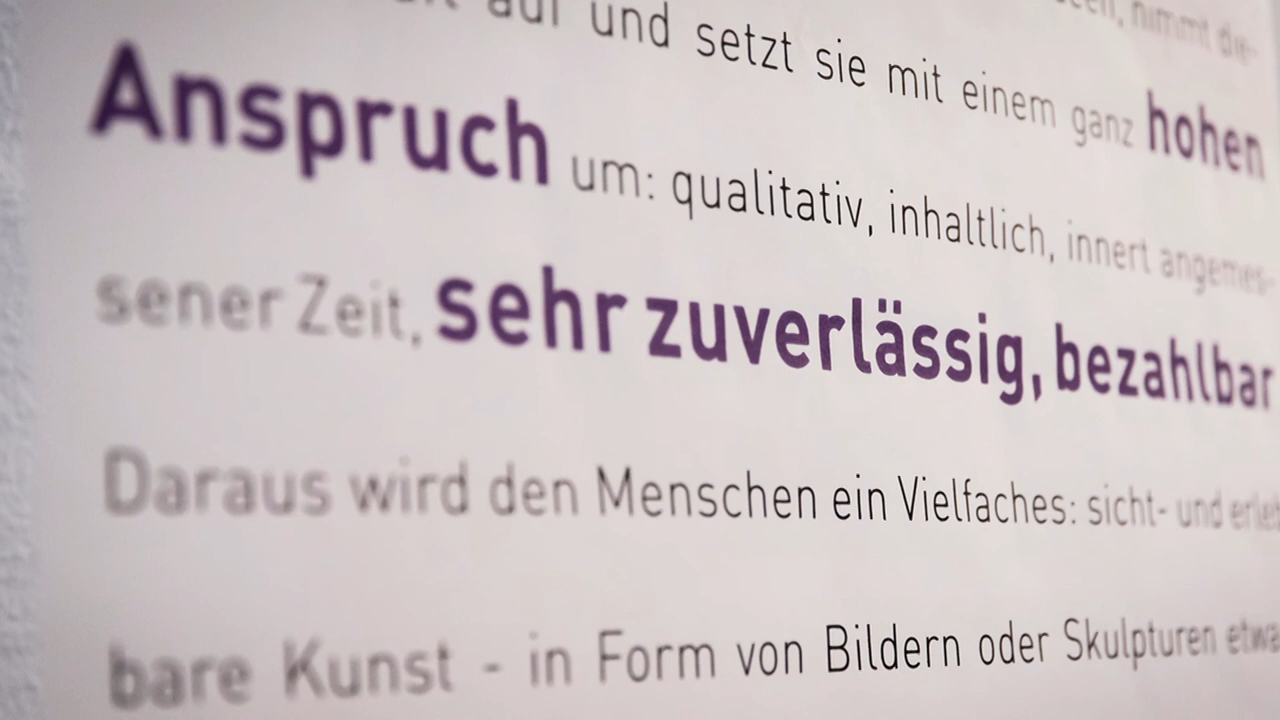 auf und setzt sie mit einem ganz hohen
Anspruch um: qualitativ, inhaltlich, innert angemes-
sener Zeit, sehr zuverlässig, bezahlbar
Daraus wird den Menschen ein Vielfaches: sicht- und
bare Kunst - in Form von Bildern oder Skulpturen etwa